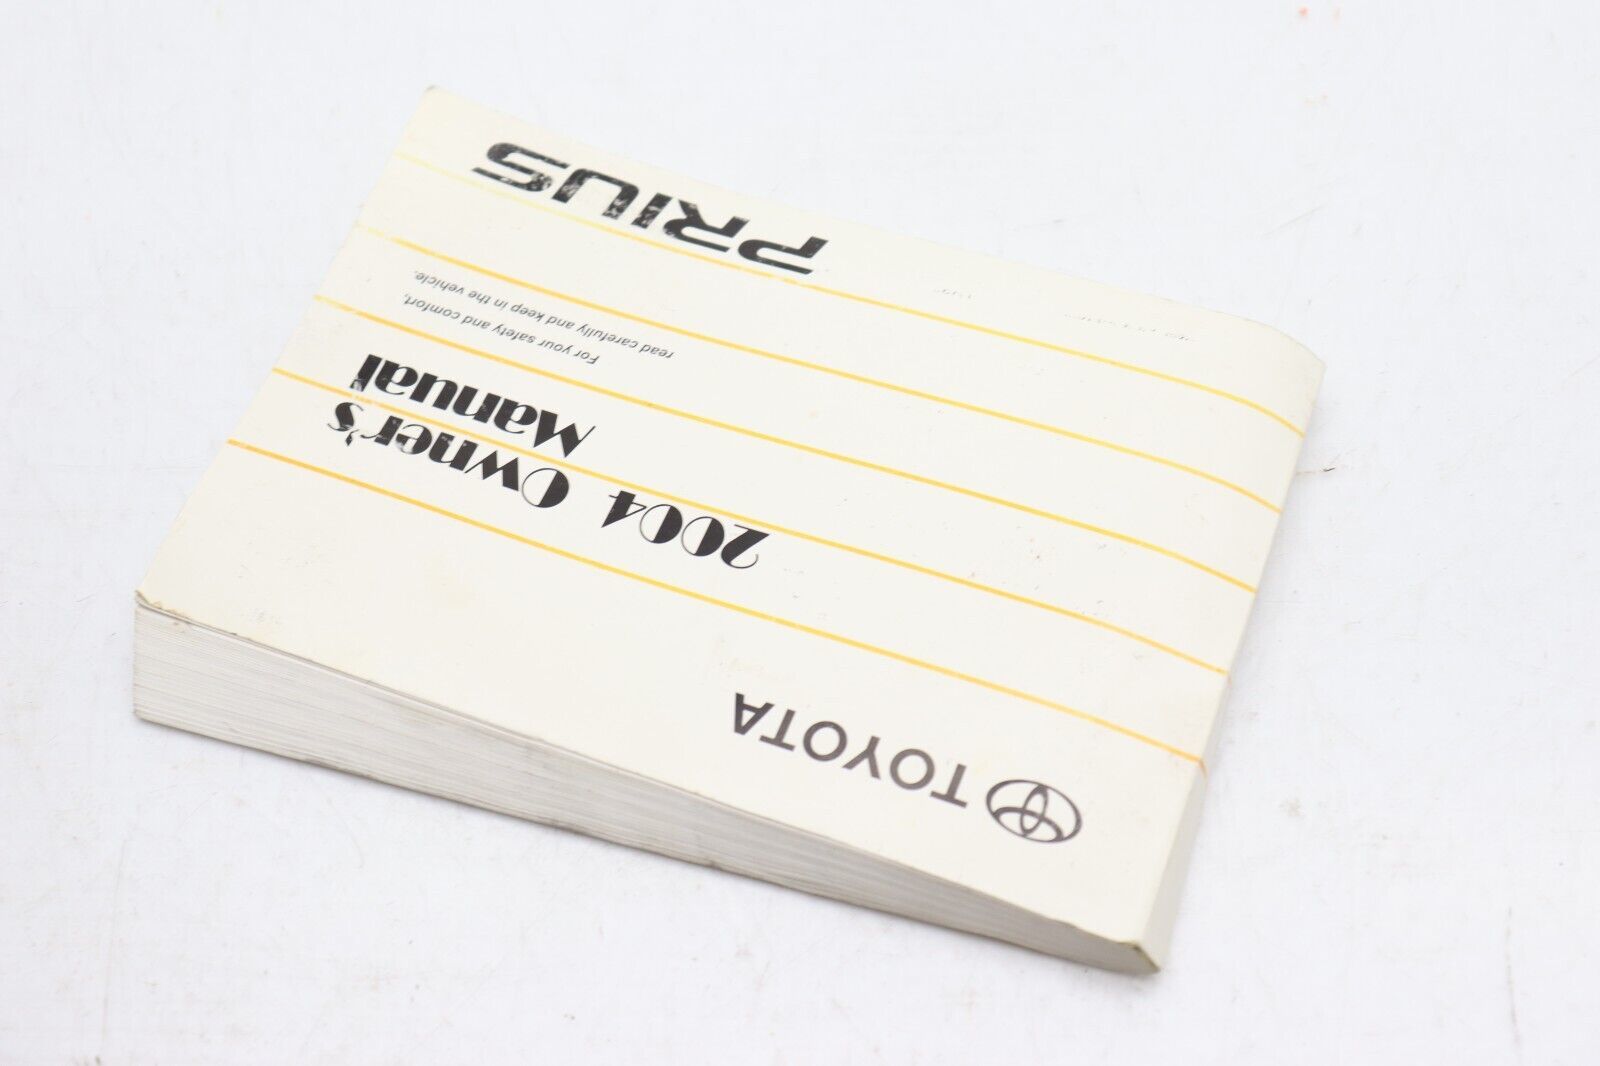 TOYOTA
2004 Owner's
Manual
For your safety and comfort,
read carefully and keep in the vehicle.
PRIUS